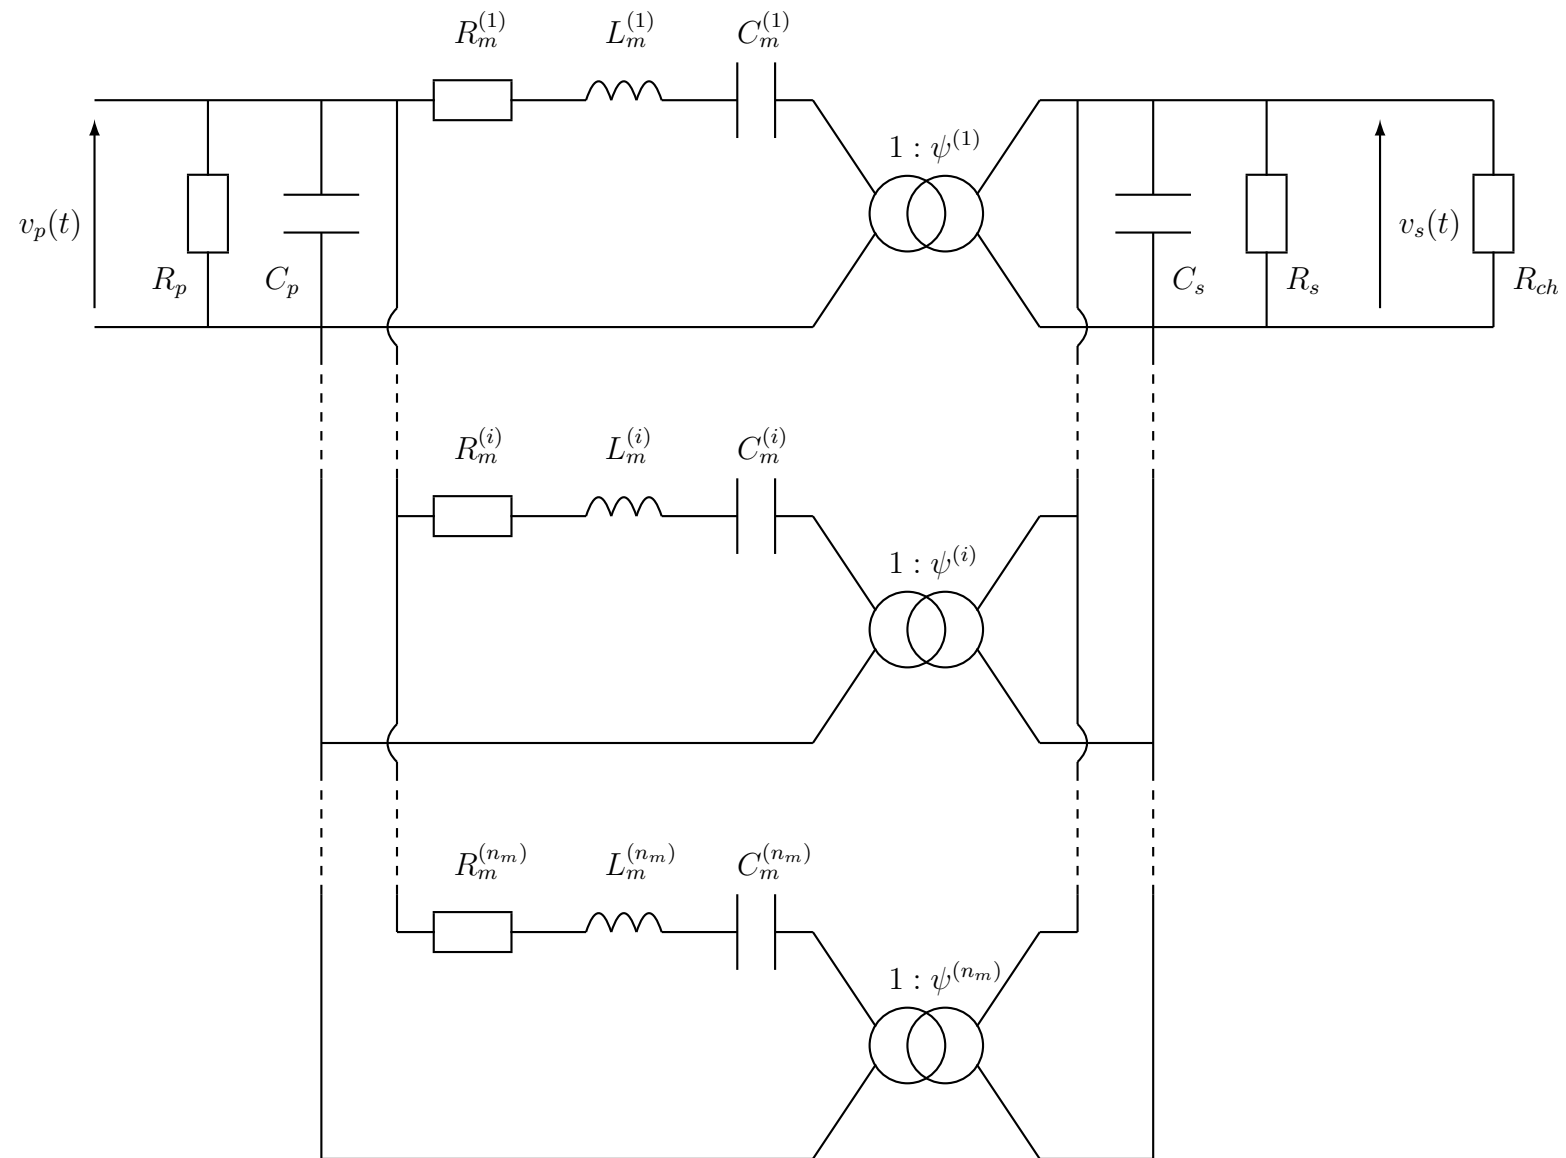 R_m^{(1)} L_m^{(1)} C_m^{(1)}
1 : ψ^{(1)}
v_p(t) R_p C_p C_s R_s v_s(t) R_{ch}
R_m^{(i)} L_m^{(i)} C_m^{(i)}
1 : ψ^{(i)}
R_m^{(n_m)} L_m^{(n_m)} C_m^{(n_m)}
1 : ψ^{(n_m)}